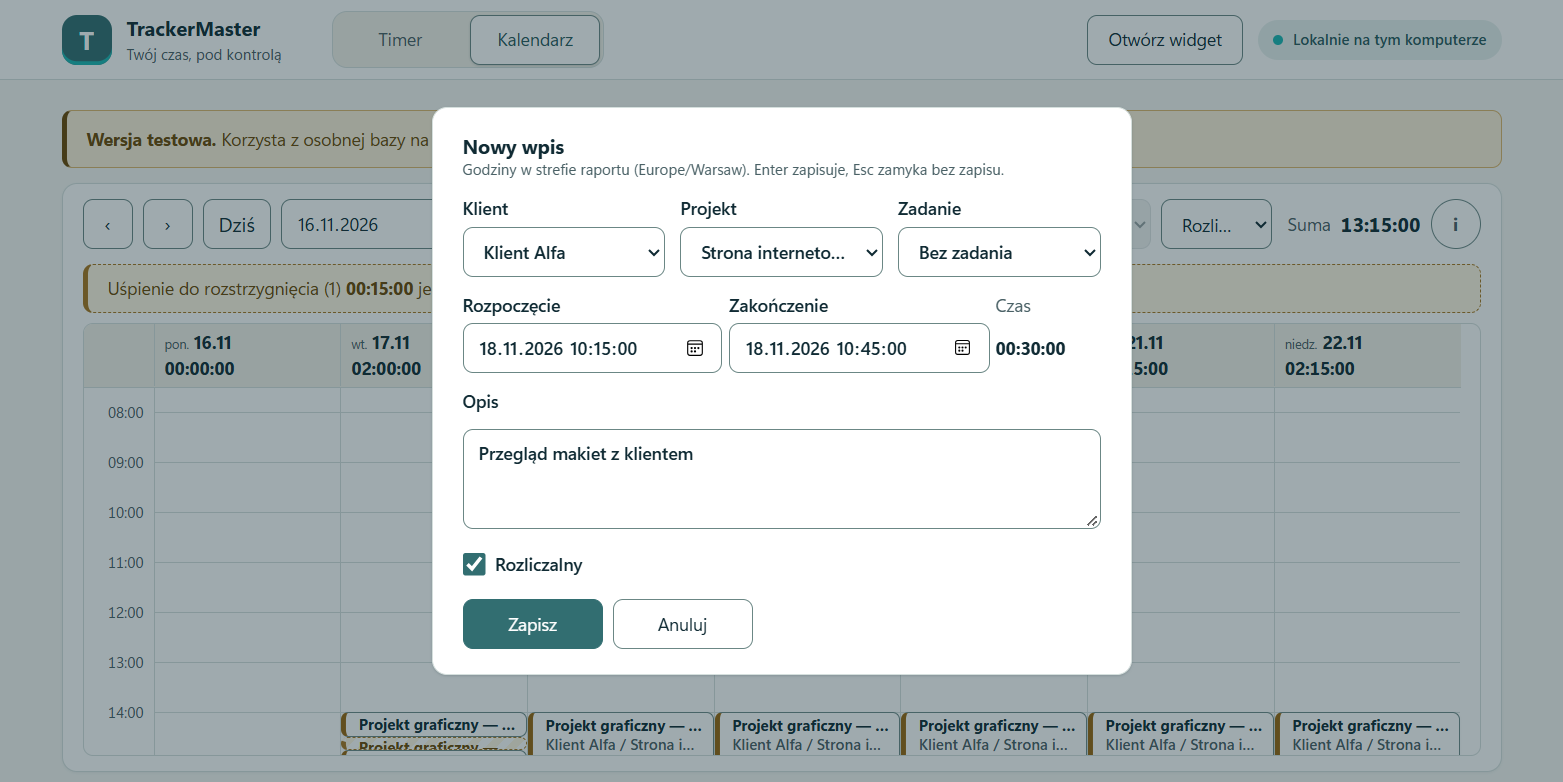 T
TrackerMaster
Twój czas, pod kontrolą
Timer
Kalendarz
Otwórz widget
Lokalnie na tym komputerze
Wersja testowa. Korzysta z osobnej bazy na
‹
›
Dziś
16.11.2026
Rozli...
Suma 13:15:00
i
Uśpienie do rozstrzygnięcia (1) 00:15:00 je
pon. 16.11
00:00:00
wt. 17.11
02:00:00
21.11
5:00
niedz. 22.11
02:15:00
08:00
09:00
10:00
11:00
12:00
13:00
14:00
Nowy wpis
Godziny w strefie raportu (Europe/Warsaw). Enter zapisuje, Esc zamyka bez zapisu.
Klient
Projekt
Zadanie
Klient Alfa
Strona interneto...
Bez zadania
Rozpoczęcie
Zakończenie
Czas
18.11.2026 10:15:00
18.11.2026 10:45:00
00:30:00
Opis
Przegląd makiet z klientem
Rozliczalny
Zapisz
Anuluj
Projekt graficzny — ...
Projekt graficzny — ...
Projekt graficzny — ...
Klient Alfa / Strona i...
Projekt graficzny — ...
Klient Alfa / Strona i...
Projekt graficzny — ...
Klient Alfa / Strona i...
Projekt graficzny — ...
Klient Alfa / Strona i...
Projekt graficzny — ...
Klient Alfa / Strona i...